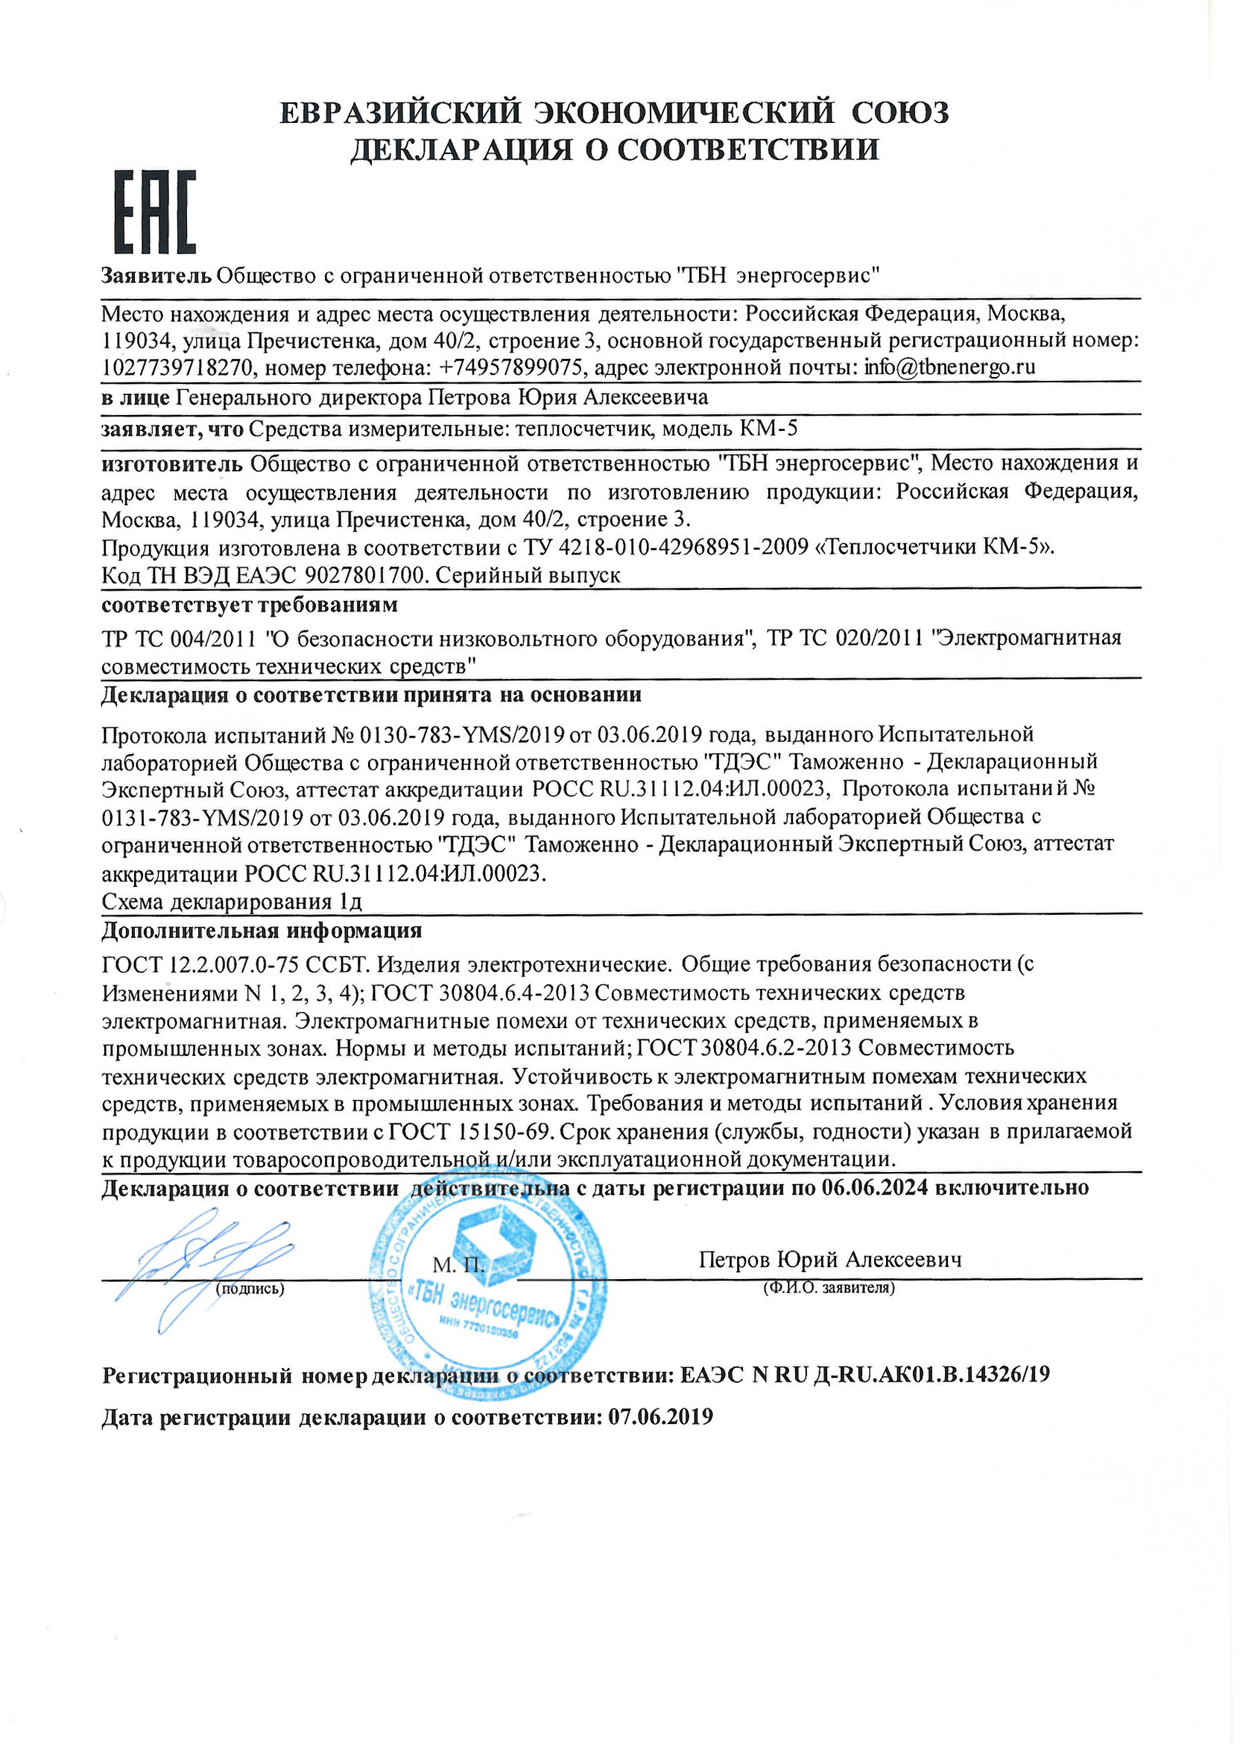 ЕВРАЗИЙСКИЙ ЭКОНОМИЧЕСКИЙ СОЮЗ
ДЕКЛАРАЦИЯ О СООТВЕТСТВИИ
ЕАС
Заявитель Общество с ограниченной ответственностью "ТБН энергосервис"
Место нахождения и адрес места осуществления деятельности: Российская Федерация, Москва,
119034, улица Пречистенка, дом 40/2, строение 3, основной государственный регистрационный номер:
1027739718270, номер телефона: +74957899075, адрес электронной почты: info@tbnenergo.ru
в лице Генерального директора Петрова Юрия Алексеевича
заявляет, что Средства измерительные: теплосчетчик, модель КМ-5
изготовитель Общество с ограниченной ответственностью "ТБН энергосервис", Место нахождения и
адрес места осуществления деятельности по изготовлению продукции: Российская Федерация,
Москва, 119034, улица Пречистенка, дом 40/2, строение 3.
Продукция изготовлена в соответствии с ТУ 4218-010-42968951-2009 «Теплосчетчики КМ-5».
Код ТН ВЭД ЕАЭС 9027801700. Серийный выпуск
соответствует требованиям
ТР ТС 004/2011 "О безопасности низковольтного оборудования", ТР ТС 020/2011 "Электромагнитная
совместимость технических средств"
Декларация о соответствии принята на основании
Протокола испытаний № 0130-783-YMS/2019 от 03.06.2019 года, выданного Испытательной
лабораторией Общества с ограниченной ответственностью "ТДЭС" Таможенно - Декларационный
Экспертный Союз, аттестат аккредитации РОСС RU.31112.04:ИЛ.00023, Протокола испытаний №
0131-783-YMS/2019 от 03.06.2019 года, выданного Испытательной лабораторией Общества с
ограниченной ответственностью "ТДЭС" Таможенно - Декларационный Экспертный Союз, аттестат
аккредитации РОСС RU.31112.04:ИЛ.00023.
Схема декларирования 1д
Дополнительная информация
ГОСТ 12.2.007.0-75 ССБТ. Изделия электротехнические. Общие требования безопасности (с
Изменениями N 1, 2, 3, 4); ГОСТ 30804.6.4-2013 Совместимость технических средств
электромагнитная. Электромагнитные помехи от технических средств, применяемых в
промышленных зонах. Нормы и методы испытаний; ГОСТ 30804.6.2-2013 Совместимость
технических средств электромагнитная. Устойчивость к электромагнитным помехам технических
средств, применяемых в промышленных зонах. Требования и методы испытаний . Условия хранения
продукции в соответствии с ГОСТ 15150-69. Срок хранения (службы, годности) указан в прилагаемой
к продукции товаросопроводительной и/или эксплуатационной документации.
Декларация о соответствии действительна с даты регистрации по 06.06.2024 включительно
М. П.
Петров Юрий Алексеевич
(подпись)
(Ф.И.О. заявителя)
ОБЩЕСТВО С ОГРАНИЧЕННОЙ ОТВЕТСТВЕННОСТЬЮ
«ТБН энергосервис»
ИНН 7720180350
МОСКВА
Регистрационный номер декларации о соответствии: ЕАЭС N RU Д-RU.АК01.В.14326/19
Дата регистрации декларации о соответствии: 07.06.2019